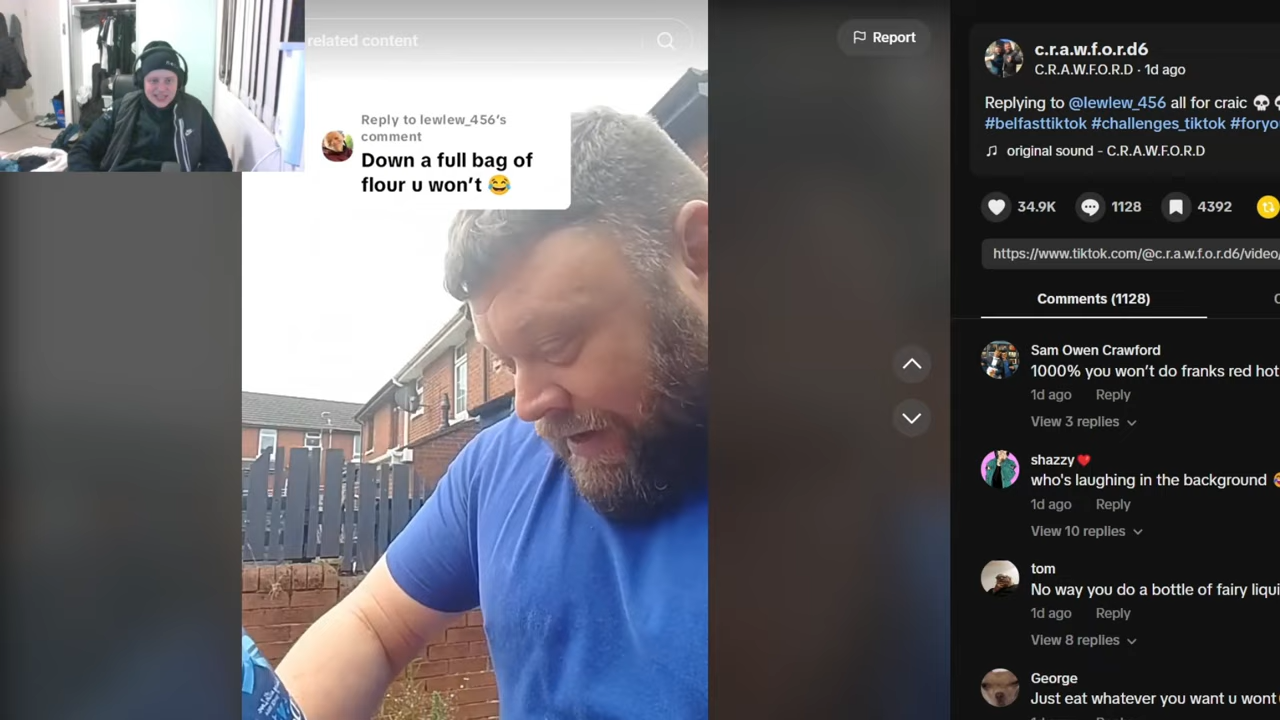 related content
Reply to lewlew_456's
comment
Down a full bag of
flour u won't 😂
Report
c.r.a.w.f.o.r.d6
C.R.A.W.F.O.R.D · 1d ago
Replying to @lewlew_456 all for craic 💀
#belfasttiktok #challenges_tiktok #foryo
original sound - C.R.A.W.F.O.R.D
34.9K
1128
4392
https://www.tiktok.com/@c.r.a.w.f.o.r.d6/video/
Comments (1128)
Sam Owen Crawford
1000% you won't do franks red hot
1d ago Reply
View 3 replies
shazzy❤️
who's laughing in the background
1d ago Reply
View 10 replies
tom
No way you do a bottle of fairy liqui
1d ago Reply
View 8 replies
George
Just eat whatever you want u wont